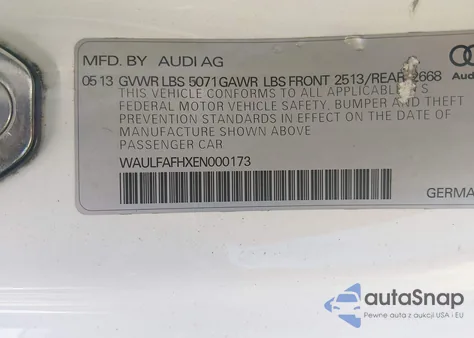 MFD. BY AUDI AG
05 13 GVWR LBS 5071 GAWR LBS FRONT 2513/REAR 2668
THIS VEHICLE CONFORMS TO ALL APPLICABLE
FEDERAL MOTOR VEHICLE SAFETY, BUMPER AND THEFT
PREVENTION STANDARDS IN EFFECT ON THE DATE OF
MANUFACTURE SHOWN ABOVE
PASSENGER CAR
WAULFAFHXEN000173
Aud
GERMA
autaSnap
Pewne auta z aukcji USA i EU